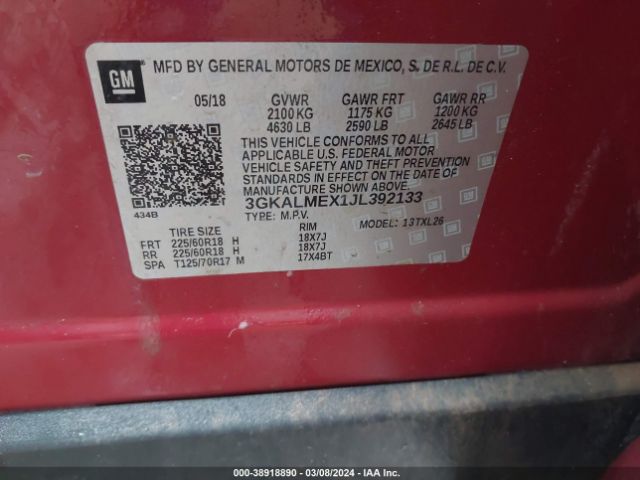 GM
MFD BY GENERAL MOTORS DE MEXICO, S. DE R.L. DE C.V.
05/18 GVWR GAWR FRT GAWR RR
2100 KG 1175 KG 1200 KG
4630 LB 2590 LB 2645 LB
THIS VEHICLE CONFORMS TO ALL
APPLICABLE U.S. FEDERAL MOTOR
VEHICLE SAFETY AND THEFT PREVENTION
STANDARDS IN EFFECT ON THE DATE OF
MANUFACTURE SHOWN ABOVE.
3GKALMEX1JL392133
434B TYPE: M.P.V. MODEL: 13TXL26
TIRE SIZE RIM
FRT 225/60R18 H 18X7J
RR 225/60R18 H 18X7J
SPA T125/70R17 M 17X4BT
000-38918890 - 03/08/2024 - IAA Inc.